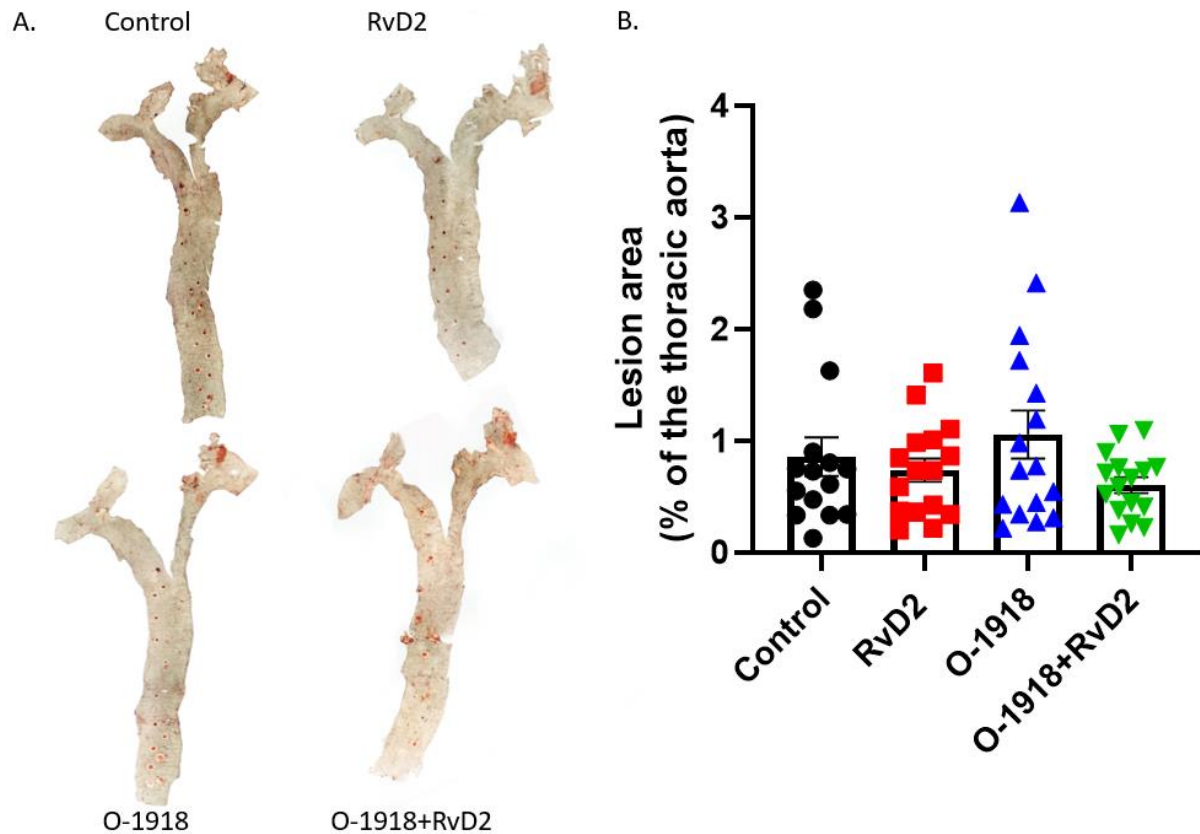 A.
Control
RvD2
O-1918
O-1918+RvD2
B.
Lesion area
(% of the thoracic aorta)
4
3
2
1
0
Control
RvD2
O-1918
O-1918+RvD2